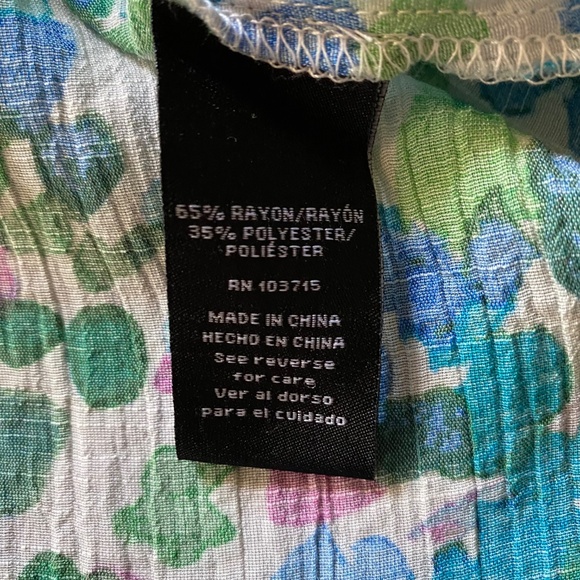 65% RAYON/RAYÓN
35% POLYESTER/
POLIÉSTER
RN 103715
MADE IN CHINA
HECHO EN CHINA
See reverse
for care
Ver al dorso
para el cuidado